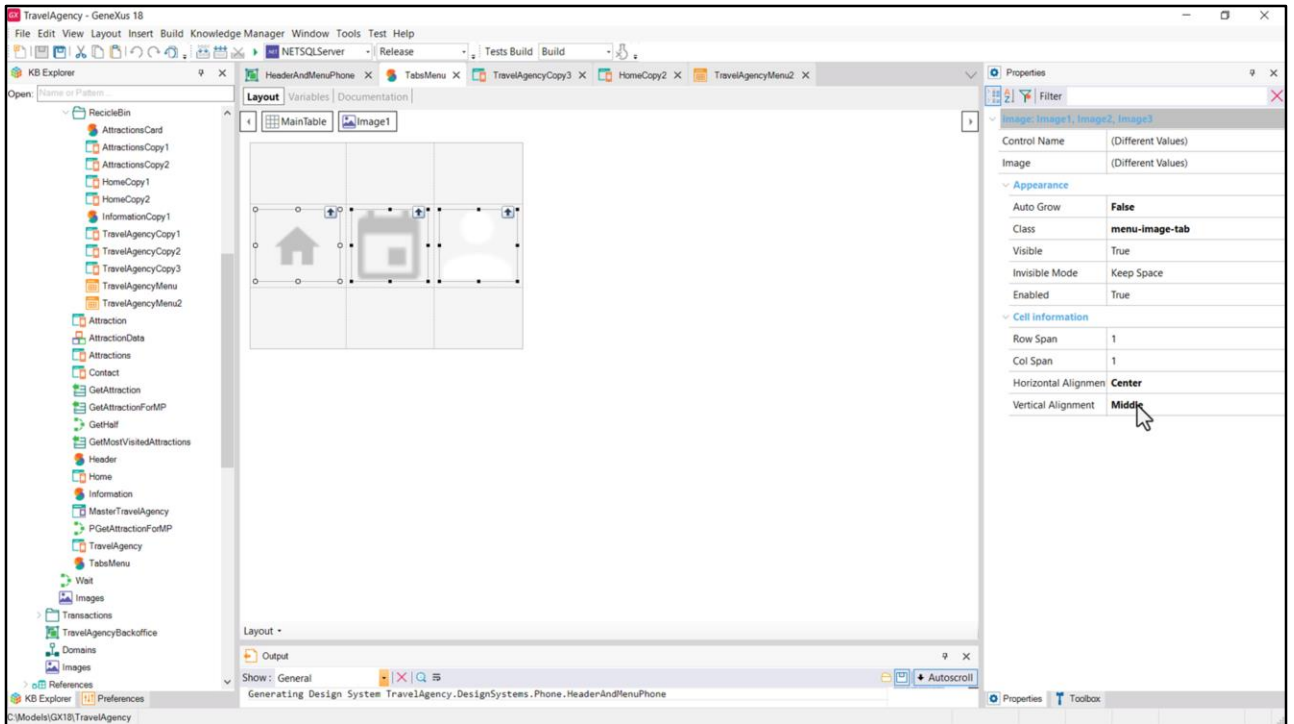 TravelAgency - GeneXus 18
File Edit View Layout Insert Build Knowledge Manager Window Tools Test Help
NETSQLServer Release Tests Build Build
KB Explorer
Open: Name or Pattern...
RecicleBin
AttractionsCard
AttractionsCopy1
AttractionsCopy2
HomeCopy1
HomeCopy2
InformationCopy1
TravelAgencyCopy1
TravelAgencyCopy2
TravelAgencyCopy3
TravelAgencyMenu
TravelAgencyMenu2
Attraction
AttractionData
Attractions
Contact
GetAttraction
GetAttractionForMP
GetHalf
GetMostVisitedAttractions
Header
Home
Information
MasterTravelAgency
PGetAttractionForMP
TravelAgency
TabsMenu
Wait
Images
Transactions
TravelAgencyBackoffice
Domains
Images
References
KB Explorer Preferences
C:\Models\GX18\TravelAgency
HeaderAndMenuPhone TabsMenu TravelAgencyCopy3 HomeCopy2 TravelAgencyMenu2
Layout Variables Documentation
MainTable Image1
Layout
Output
Show: General Autoscroll
Generating Design System TravelAgency.DesignSystems.Phone.HeaderAndMenuPhone
Properties
Filter
Image: Image1, Image2, Image3
Control Name (Different Values)
Image (Different Values)
Appearance
Auto Grow False
Class menu-image-tab
Visible True
Invisible Mode Keep Space
Enabled True
Cell information
Row Span 1
Col Span 1
Horizontal Alignmen Center
Vertical Alignment Middle
Properties Toolbox